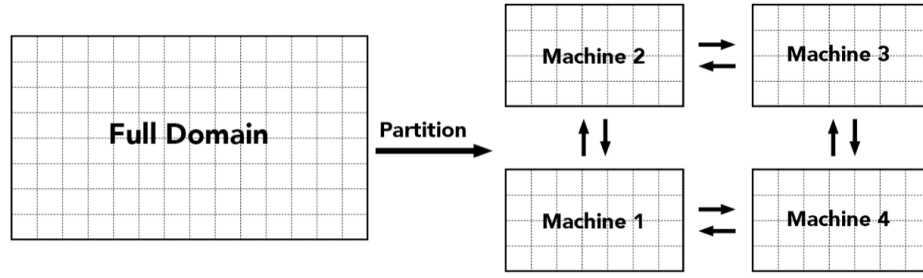 Full Domain
Partition
Machine 2
Machine 3
Machine 1
Machine 4